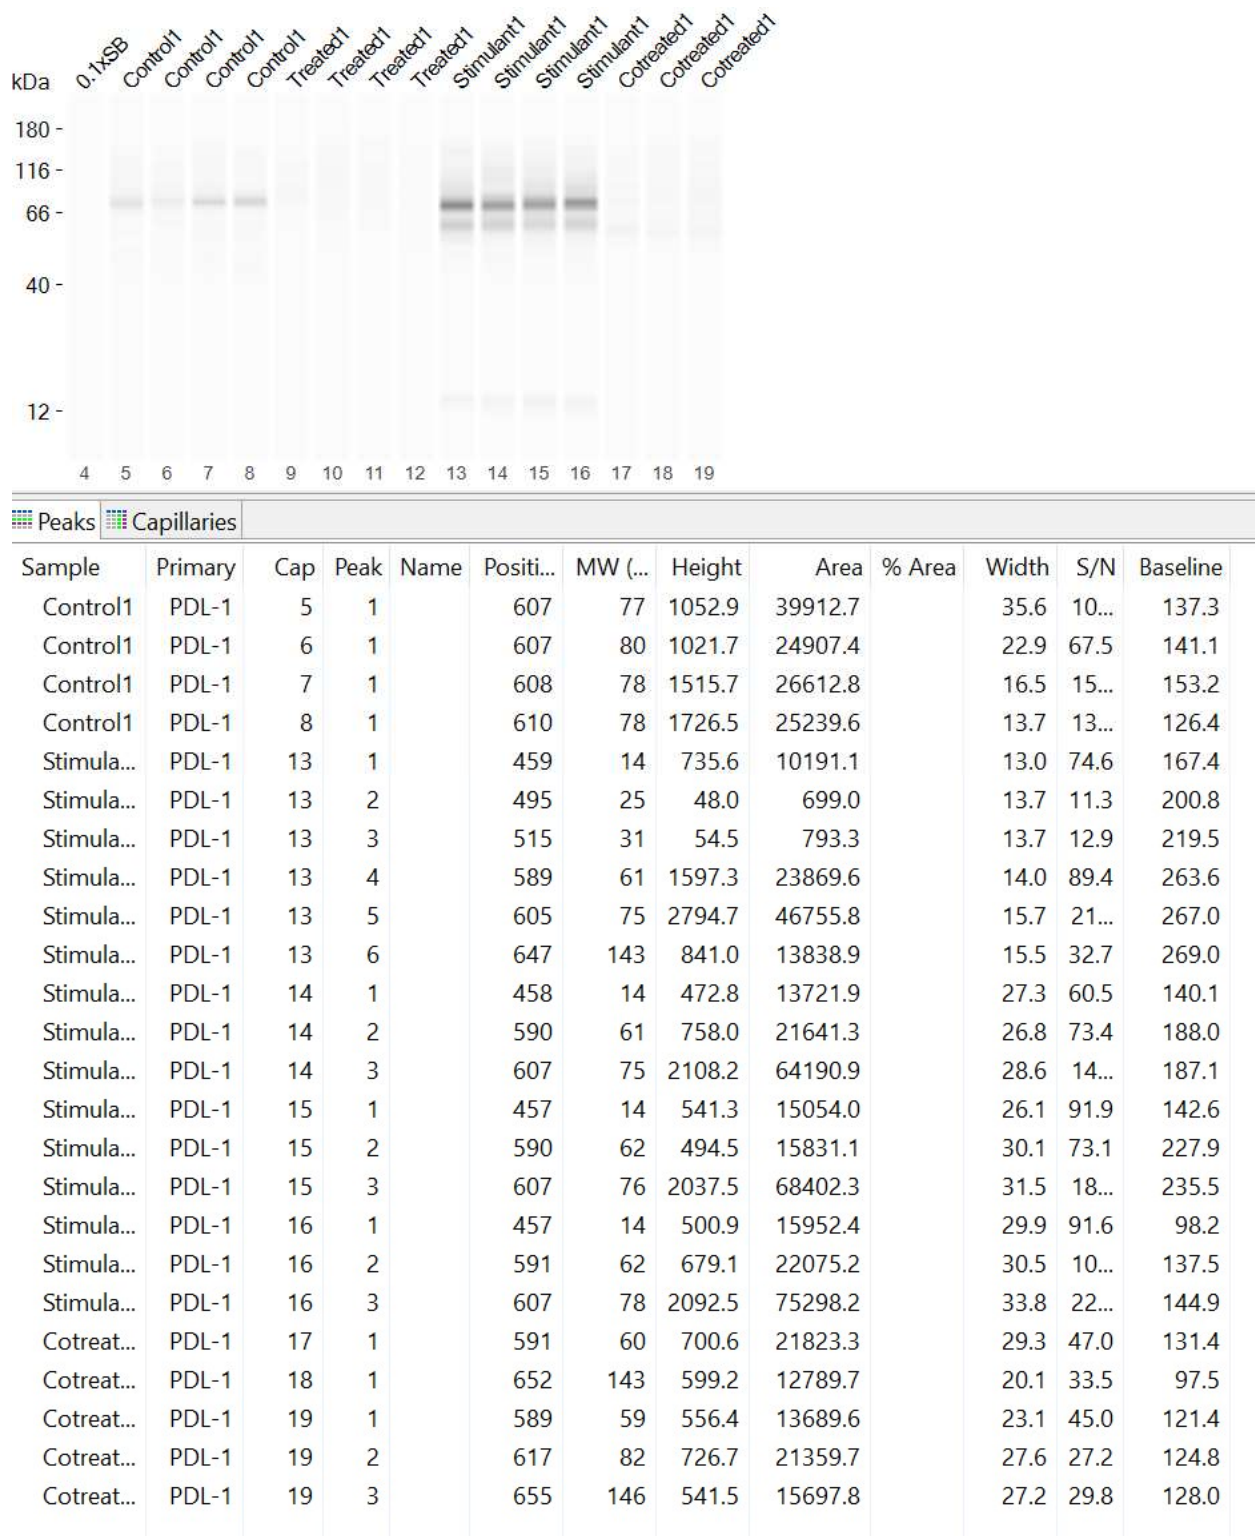 0.1xSB Control1 Control1 Control1 Control1 Treated1 Treated1 Treated1 Treated1 Stimulant1 Stimulant1 Stimulant1 Stimulant1 Cotreated1 Cotreated1 Cotreated1
kDa
180 -
116 -
66 -
40 -
12 -
4 5 6 7 8 9 10 11 12 13 14 15 16 17 18 19
Peaks Capillaries
Sample Primary Cap Peak Name Positi... MW (... Height Area % Area Width S/N Baseline
Control1 PDL-1 5 1 607 77 1052.9 39912.7 35.6 10... 137.3
Control1 PDL-1 6 1 607 80 1021.7 24907.4 22.9 67.5 141.1
Control1 PDL-1 7 1 608 78 1515.7 26612.8 16.5 15... 153.2
Control1 PDL-1 8 1 610 78 1726.5 25239.6 13.7 13... 126.4
Stimula... PDL-1 13 1 459 14 735.6 10191.1 13.0 74.6 167.4
Stimula... PDL-1 13 2 495 25 48.0 699.0 13.7 11.3 200.8
Stimula... PDL-1 13 3 515 31 54.5 793.3 13.7 12.9 219.5
Stimula... PDL-1 13 4 589 61 1597.3 23869.6 14.0 89.4 263.6
Stimula... PDL-1 13 5 605 75 2794.7 46755.8 15.7 21... 267.0
Stimula... PDL-1 13 6 647 143 841.0 13838.9 15.5 32.7 269.0
Stimula... PDL-1 14 1 458 14 472.8 13721.9 27.3 60.5 140.1
Stimula... PDL-1 14 2 590 61 758.0 21641.3 26.8 73.4 188.0
Stimula... PDL-1 14 3 607 75 2108.2 64190.9 28.6 14... 187.1
Stimula... PDL-1 15 1 457 14 541.3 15054.0 26.1 91.9 142.6
Stimula... PDL-1 15 2 590 62 494.5 15831.1 30.1 73.1 227.9
Stimula... PDL-1 15 3 607 76 2037.5 68402.3 31.5 18... 235.5
Stimula... PDL-1 16 1 457 14 500.9 15952.4 29.9 91.6 98.2
Stimula... PDL-1 16 2 591 62 679.1 22075.2 30.5 10... 137.5
Stimula... PDL-1 16 3 607 78 2092.5 75298.2 33.8 22... 144.9
Cotreat... PDL-1 17 1 591 60 700.6 21823.3 29.3 47.0 131.4
Cotreat... PDL-1 18 1 652 143 599.2 12789.7 20.1 33.5 97.5
Cotreat... PDL-1 19 1 589 59 556.4 13689.6 23.1 45.0 121.4
Cotreat... PDL-1 19 2 617 82 726.7 21359.7 27.6 27.2 124.8
Cotreat... PDL-1 19 3 655 146 541.5 15697.8 27.2 29.8 128.0